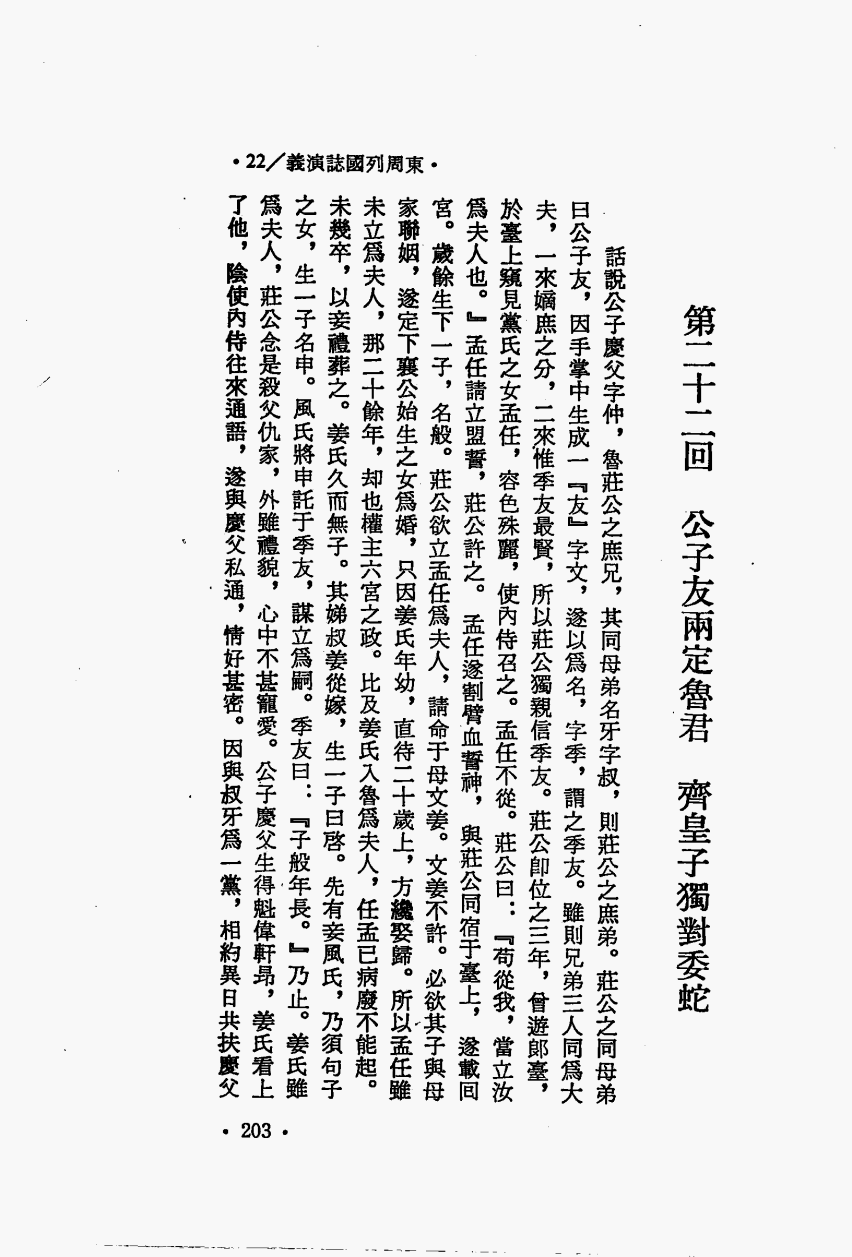 ·東周列國誌演義/22·
第二十二回　公子友兩定魯君　齊皇子獨對委蛇
話說公子慶父字仲，魯莊公之庶兄，其同母弟名牙字叔，則莊公之庶弟。莊公之同母弟
曰公子友，因手掌中生成一『友』字文，遂以爲名，字季，謂之季友。雖則兄弟三人同爲大
夫，一來嫡庶之分，二來惟季友最賢，所以莊公獨親信季友。莊公卽位之三年，曾遊郎臺，
於臺上窺見黨氏之女孟任，容色殊麗，使內侍召之。孟任不從。莊公曰：『苟從我，當立汝
爲夫人也。』孟任請立盟誓，莊公許之。孟任遂割臂血誓神，與莊公同宿于臺上，遂載囘
宮。歲餘生下一子，名般。莊公欲立孟任爲夫人，請命于母文姜。文姜不許。必欲其子與母
家聯姻，遂定下襄公始生之女爲婚，只因姜氏年幼，直待二十歲上，方纔娶歸。所以孟任雖
未立爲夫人，那二十餘年，却也權主六宮之政。比及姜氏入魯爲夫人，任孟已病廢不能起。
未幾卒，以妾禮葬之。姜氏久而無子。其娣叔姜從嫁，生一子曰啓。先有妾風氏，乃須句子
之女，生一子名申。風氏將申託于季友，謀立爲嗣。季友曰：『子般年長。』乃止。姜氏雖
爲夫人，莊公念是殺父仇家，外雖禮貌，心中不甚寵愛。公子慶父生得魁偉軒昻，姜氏看上
了他，陰使內侍往來通語，遂與慶父私通，情好甚密。因與叔牙爲一黨，相約異日共扶慶父
·203·